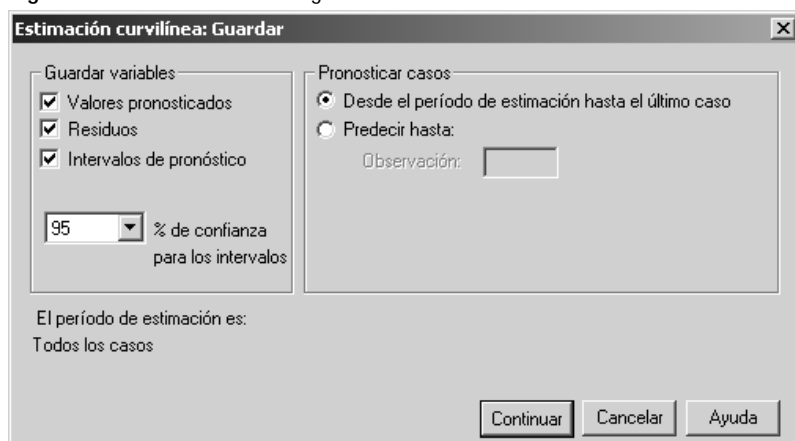 Estimación curvilínea: Guardar
Guardar variables
Valores pronosticados
Residuos
Intervalos de pronóstico
95
% de confianza
para los intervalos
Pronosticar casos
Desde el período de estimación hasta el último caso
Predecir hasta:
Observación:
El período de estimación es:
Todos los casos
Continuar
Cancelar
Ayuda